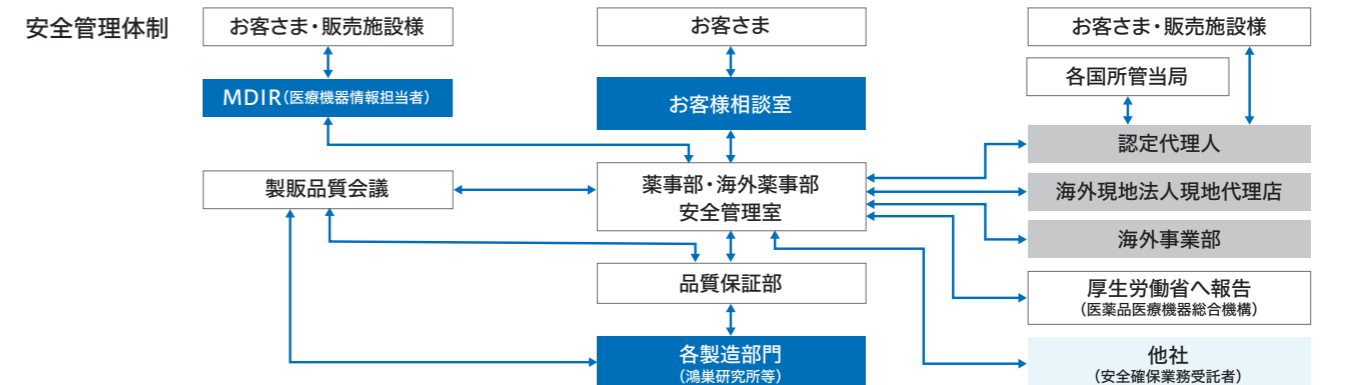 安全管理体制
お客さま・販売施設様
MDIR(医療機器情報担当者)
製販品質会議
お客さま
お客様相談室
薬事部・海外薬事部
安全管理室
品質保証部
各製造部門
(鴻巣研究所等)
お客さま・販売施設様
各国所管当局
認定代理人
海外現地法人現地代理店
海外事業部
厚生労働省へ報告
(医薬品医療機器総合機構)
他社
(安全確保業務受託者)